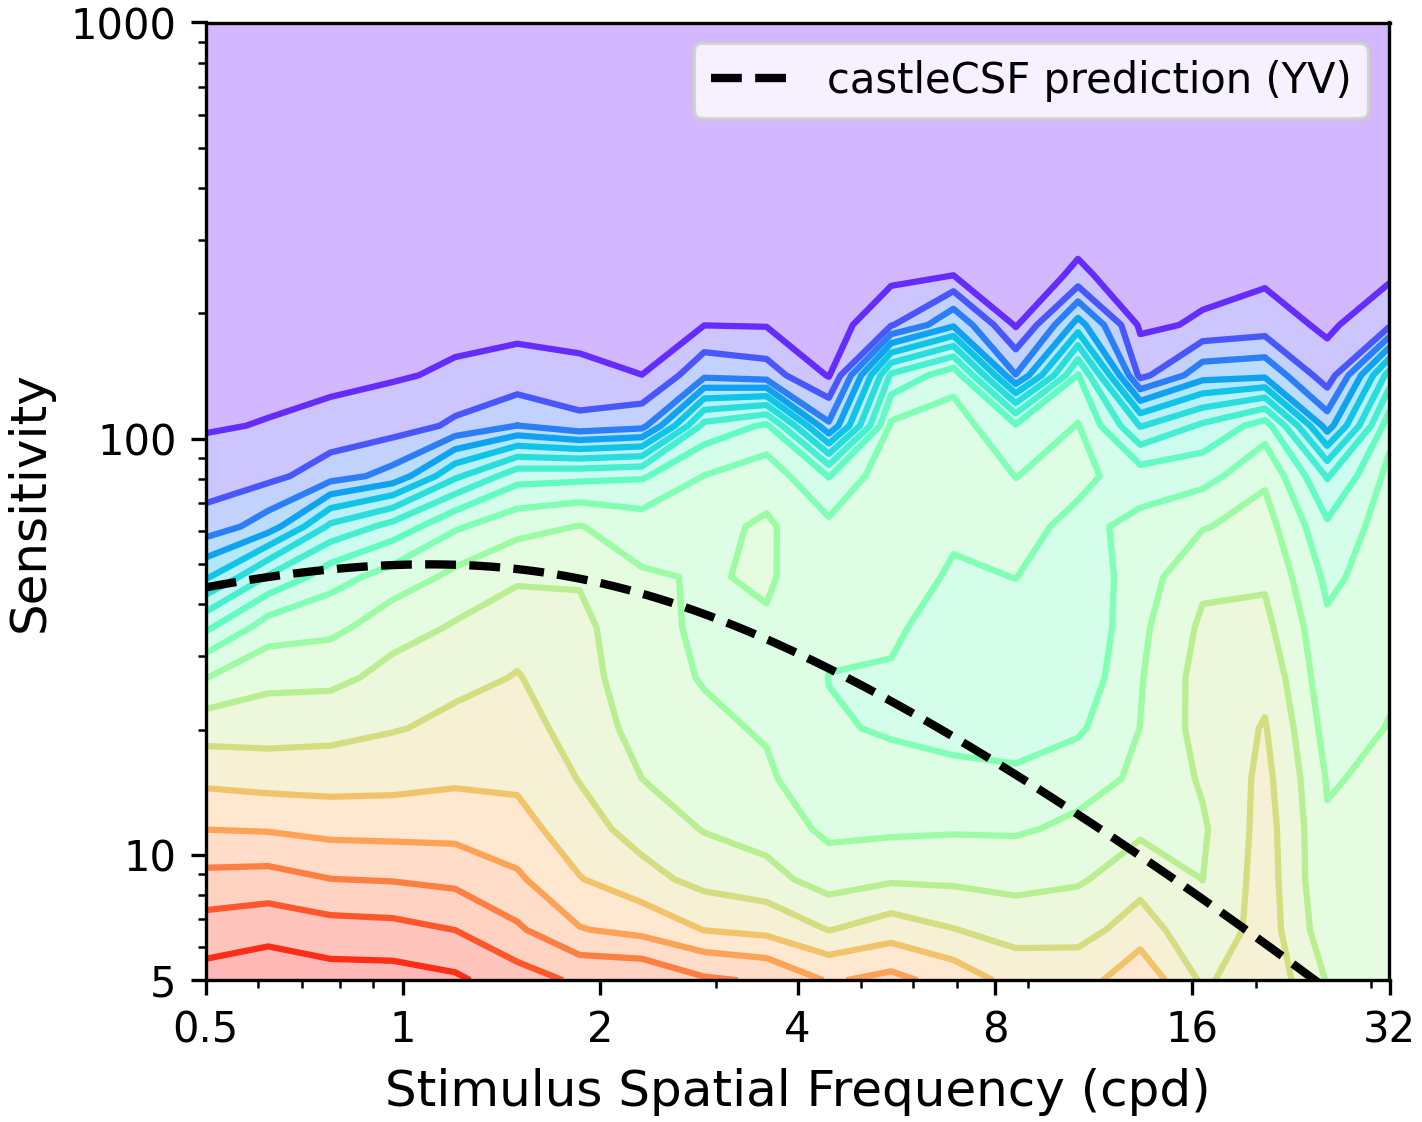 1000
castleCSF prediction (YV)
100
10
5
Sensitivity
0.5 1 2 4 8 16 32
Stimulus Spatial Frequency (cpd)